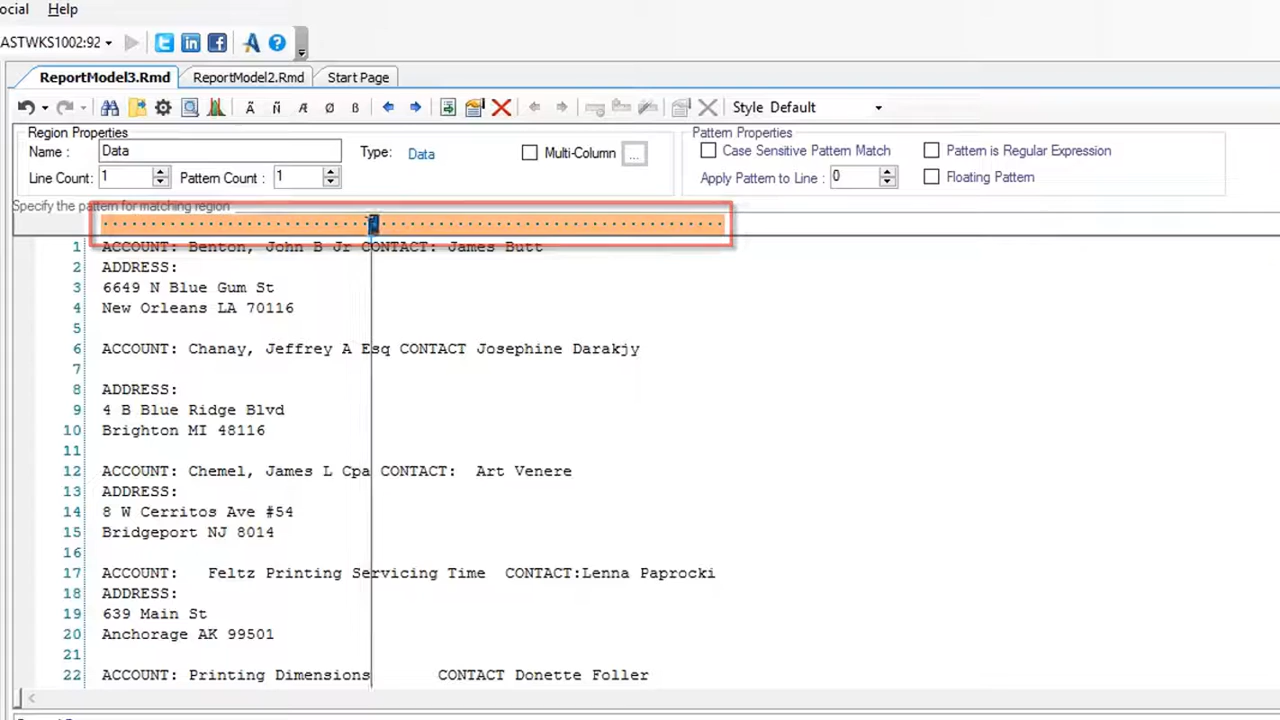 ocial Help
ASTWKS1002:92
ReportModel3.Rmd ReportModel2.Rmd Start Page
Ä ñ Æ Ø ß Style Default
Region Properties Pattern Properties
Name : Data Type: Data Multi-Column ... Case Sensitive Pattern Match Pattern is Regular Expression
Line Count: 1 Pattern Count : 1 Apply Pattern to Line : 0 Floating Pattern
Specify the pattern for matching region
1 ACCOUNT: Benton, John B Jr CONTACT: James Butt
2 ADDRESS:
3 6649 N Blue Gum St
4 New Orleans LA 70116
5
6 ACCOUNT: Chanay, Jeffrey A Esq CONTACT Josephine Darakjy
7
8 ADDRESS:
9 4 B Blue Ridge Blvd
10 Brighton MI 48116
11
12 ACCOUNT: Chemel, James L Cpa CONTACT: Art Venere
13 ADDRESS:
14 8 W Cerritos Ave #54
15 Bridgeport NJ 8014
16
17 ACCOUNT: Feltz Printing Servicing Time CONTACT:Lenna Paprocki
18 ADDRESS:
19 639 Main St
20 Anchorage AK 99501
21
22 ACCOUNT: Printing Dimensions CONTACT Donette Foller